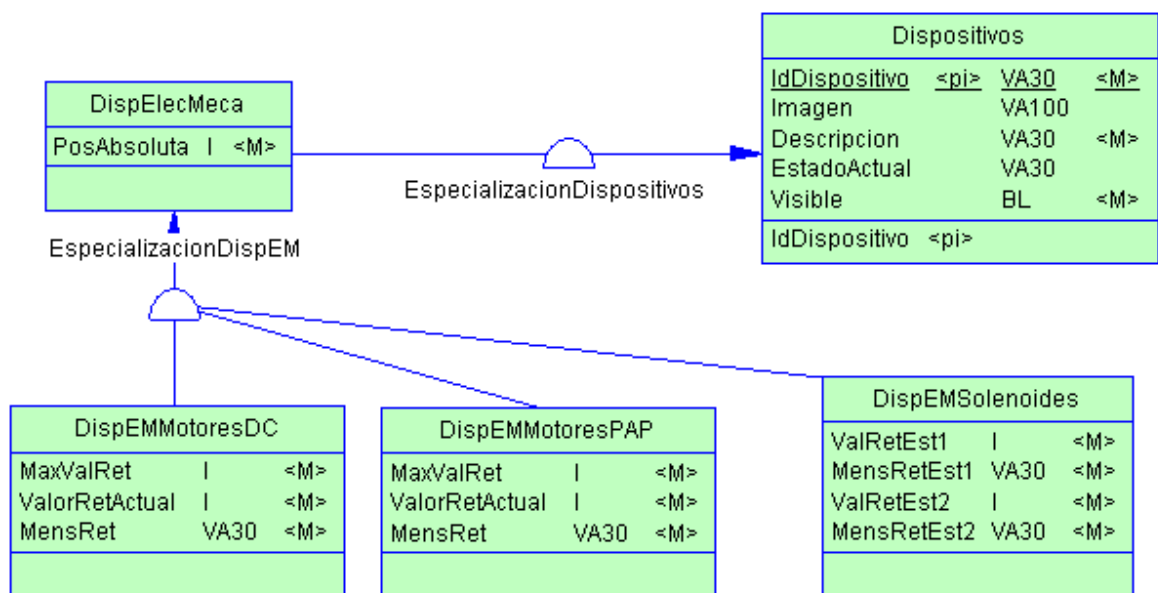 Dispositivos
IdDispositivo <pi> VA30 <M>
Imagen VA100
Descripcion VA30 <M>
EstadoActual VA30
Visible BL <M>
IdDispositivo <pi>
DispElecMeca
PosAbsoluta I <M>
EspecializacionDispositivos
EspecializacionDispEM
DispEMMotoresDC
MaxValRet I <M>
ValorRetActual I <M>
MensRet VA30 <M>
DispEMMotoresPAP
MaxValRet I <M>
ValorRetActual I <M>
MensRet VA30 <M>
DispEMSolenoides
ValRetEst1 I <M>
MensRetEst1 VA30 <M>
ValRetEst2 I <M>
MensRetEst2 VA30 <M>